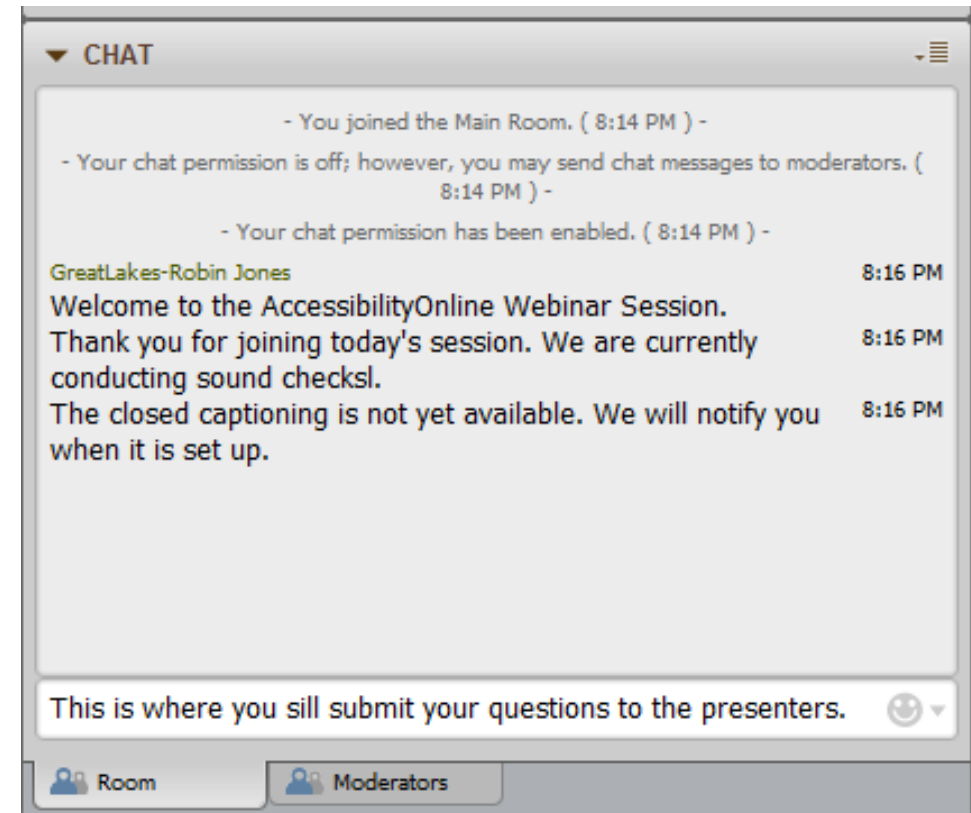 CHAT
- You joined the Main Room. ( 8:14 PM ) -
- Your chat permission is off; however, you may send chat messages to moderators. (
8:14 PM ) -
- Your chat permission has been enabled. ( 8:14 PM ) -
GreatLakes-Robin Jones 8:16 PM
Welcome to the AccessibilityOnline Webinar Session.
Thank you for joining today's session. We are currently 8:16 PM
conducting sound checksl.
The closed captioning is not yet available. We will notify you 8:16 PM
when it is set up.
This is where you sill submit your questions to the presenters.
Room Moderators